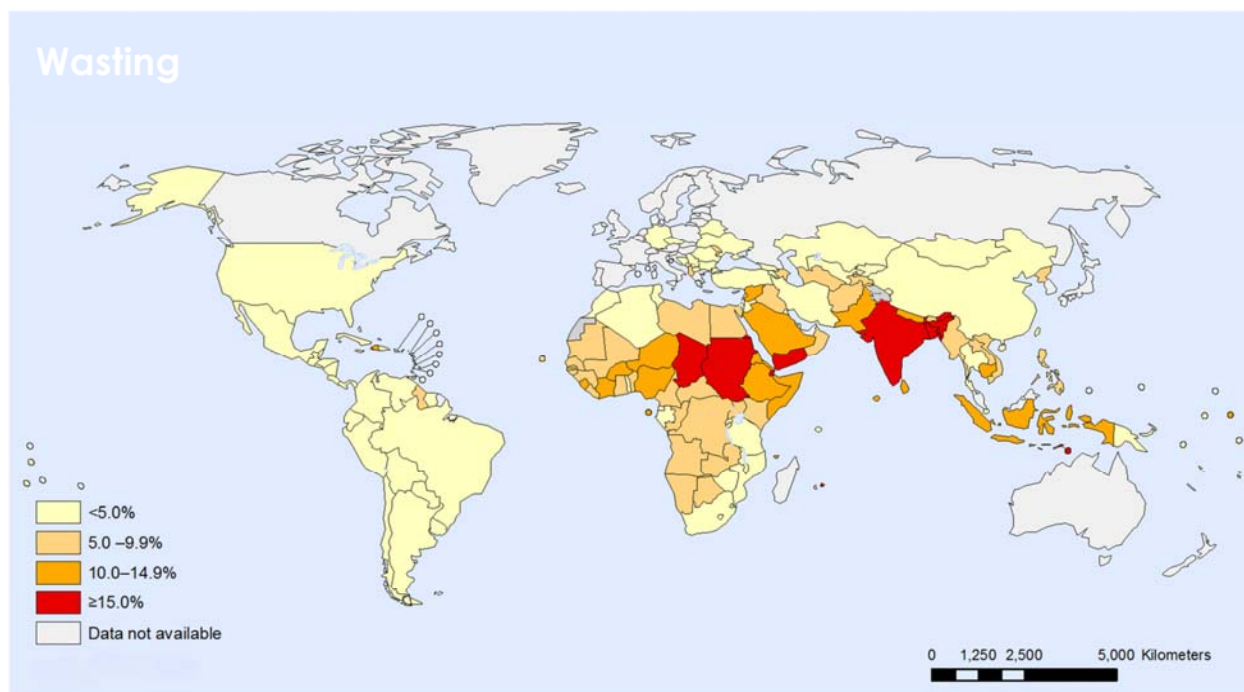 Wasting
<5.0%
5.0 –9.9%
10.0–14.9%
≥15.0%
Data not available
0 1,250 2,500 5,000 Kilometers